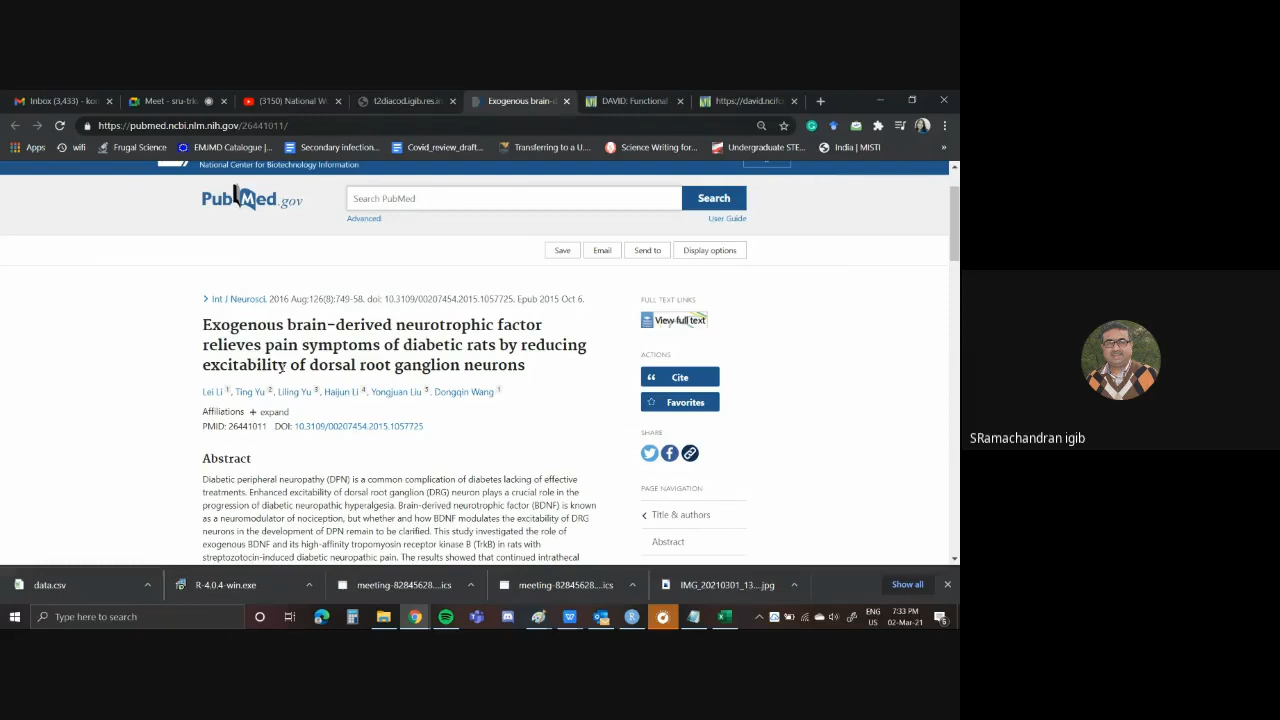 Inbox (3,433) - kon
Meet - sru-trk
(3150) National W
t2diacod.igib.res.in
Exogenous brain-d
DAVID: Functional
https://david.ncifc
https://pubmed.ncbi.nlm.nih.gov/26441011/
Apps
wifi
Frugal Science
EMJMD Catalogue |...
Secondary infection...
Covid_review_draft...
Transferring to a U...
Science Writing for...
Undergraduate STE...
India | MISTI
»
National Center for Biotechnology Information
PubMed.gov
Search PubMed
Search
Advanced
User Guide
Save
Email
Send to
Display options
Int J Neurosci. 2016 Aug;126(8):749-58. doi: 10.3109/00207454.2015.1057725. Epub 2015 Oct 6.
Exogenous brain-derived neurotrophic factor
relieves pain symptoms of diabetic rats by reducing
excitability of dorsal root ganglion neurons
Lei Li 1, Ting Yu 2, Liling Yu 3, Haijun Li 4, Yongjuan Liu 5, Dongqin Wang 1
Affiliations + expand
PMID: 26441011 DOI: 10.3109/00207454.2015.1057725
Abstract
Diabetic peripheral neuropathy (DPN) is a common complication of diabetes lacking of effective
treatments. Enhanced excitability of dorsal root ganglion (DRG) neuron plays a crucial role in the
progression of diabetic neuropathic hyperalgesia. Brain-derived neurotrophic factor (BDNF) is known
as a neuromodulator of nociception, but whether and how BDNF modulates the excitability of DRG
neurons in the development of DPN remain to be clarified. This study investigated the role of
exogenous BDNF and its high-affinity tropomyosin receptor kinase B (TrkB) in rats with
streptozotocin-induced diabetic neuropathic pain. The results showed that continued intrathecal
FULL TEXT LINKS
View full text
ACTIONS
Cite
Favorites
SHARE
PAGE NAVIGATION
Title & authors
Abstract
SRamachandran igib
data.csv
R-4.0.4-win.exe
meeting-82845628....ics
meeting-82845628....ics
IMG_20210301_13....jpg
Show all
Type here to search
ENG
US
7:33 PM
02-Mar-21
6